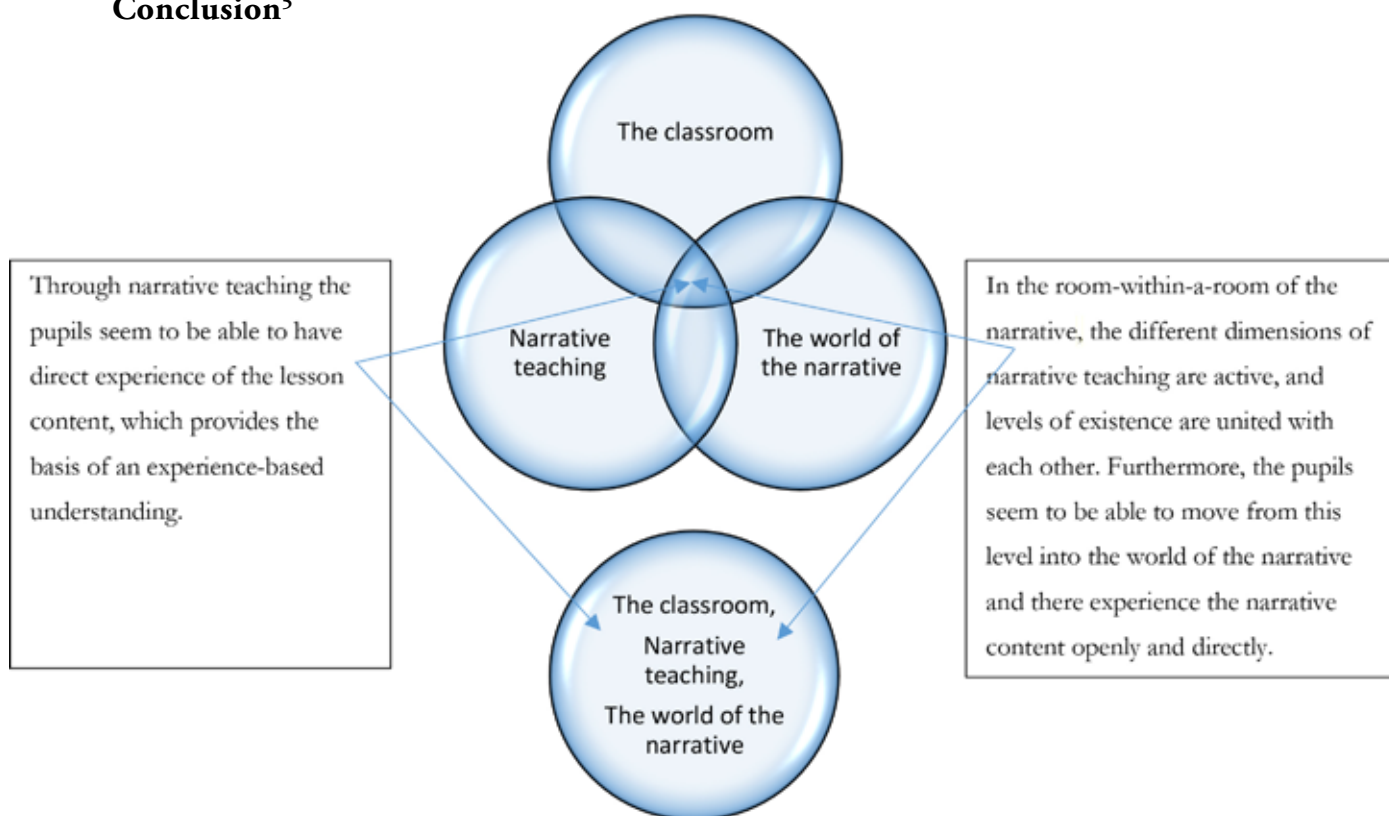 Conclusion⁵
The classroom
Narrative
teaching
The world of
the narrative
Through narrative teaching the
pupils seem to be able to have
direct experience of the lesson
content, which provides the
basis of an experience-based
understanding.
In the room-within-a-room of the
narrative, the different dimensions of
narrative teaching are active, and
levels of existence are united with
each other. Furthermore, the pupils
seem to be able to move from this
level into the world of the narrative
and there experience the narrative
content openly and directly.
The classroom,
Narrative
teaching,
The world of the
narrative